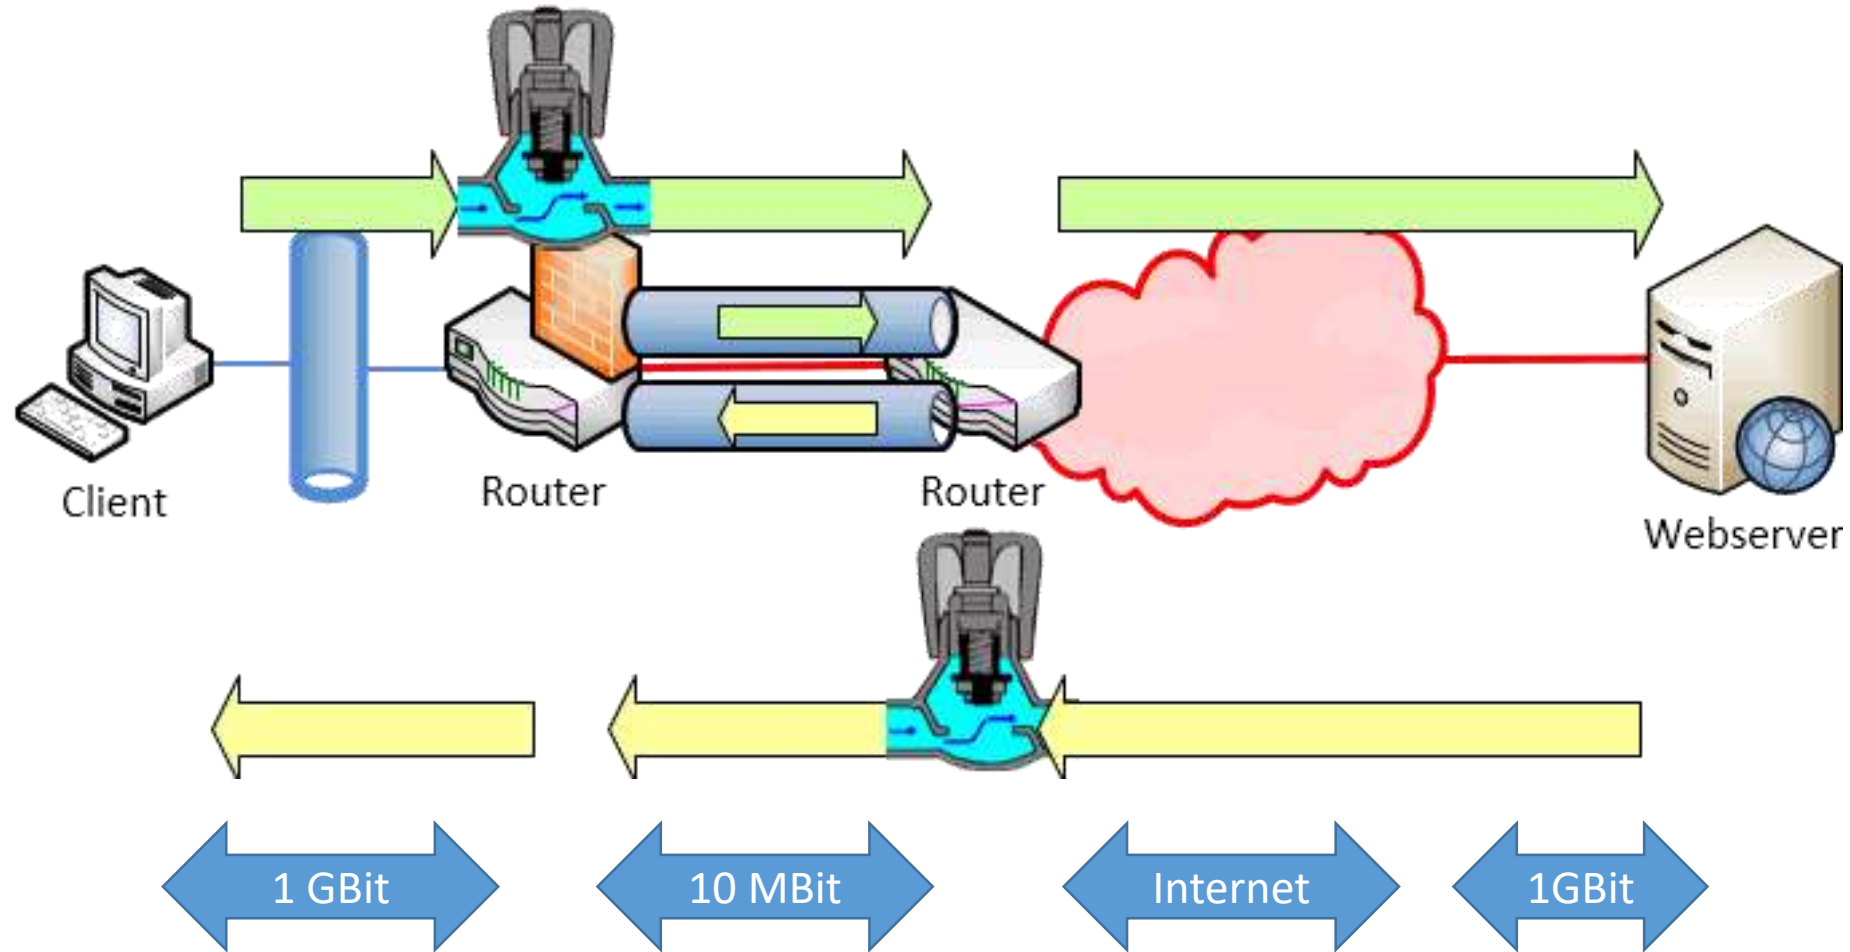 Client
Router
Router
Webserver
1 GBit
10 MBit
Internet
1GBit